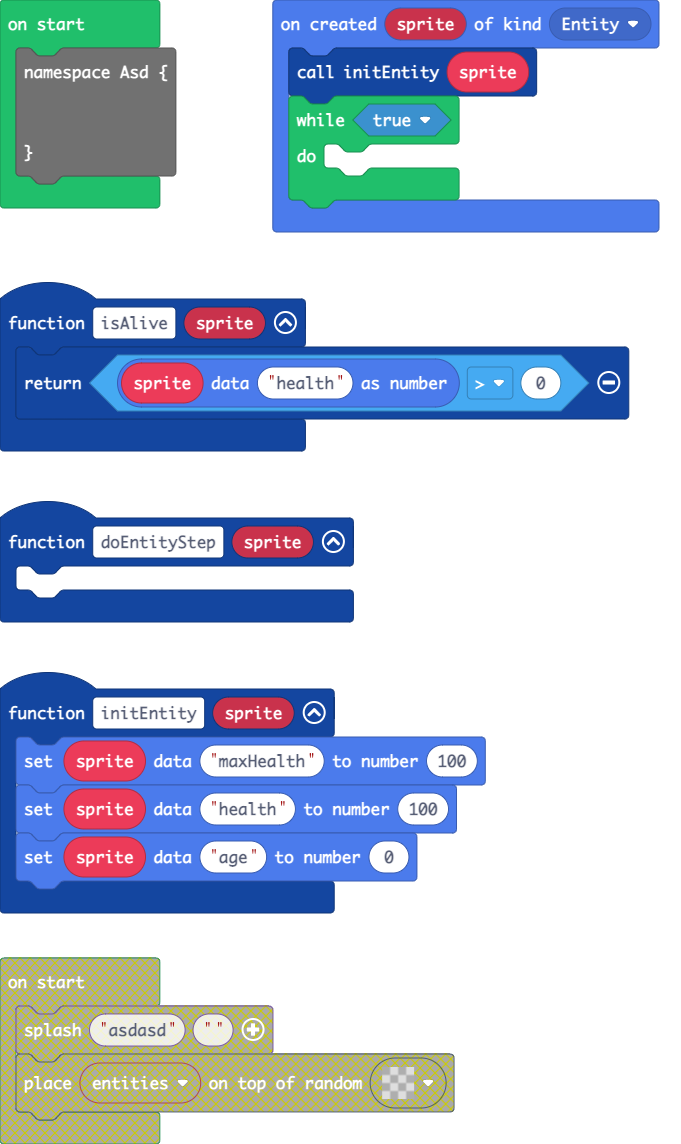 on start
namespace Asd {
}
on created sprite of kind Entity
call initEntity sprite
while true
do
function isAlive sprite
return sprite data "health" as number > 0
function doEntityStep sprite
function initEntity sprite
set sprite data "maxHealth" to number 100
set sprite data "health" to number 100
set sprite data "age" to number 0
on start
splash "asdasd" " "
place entities on top of random